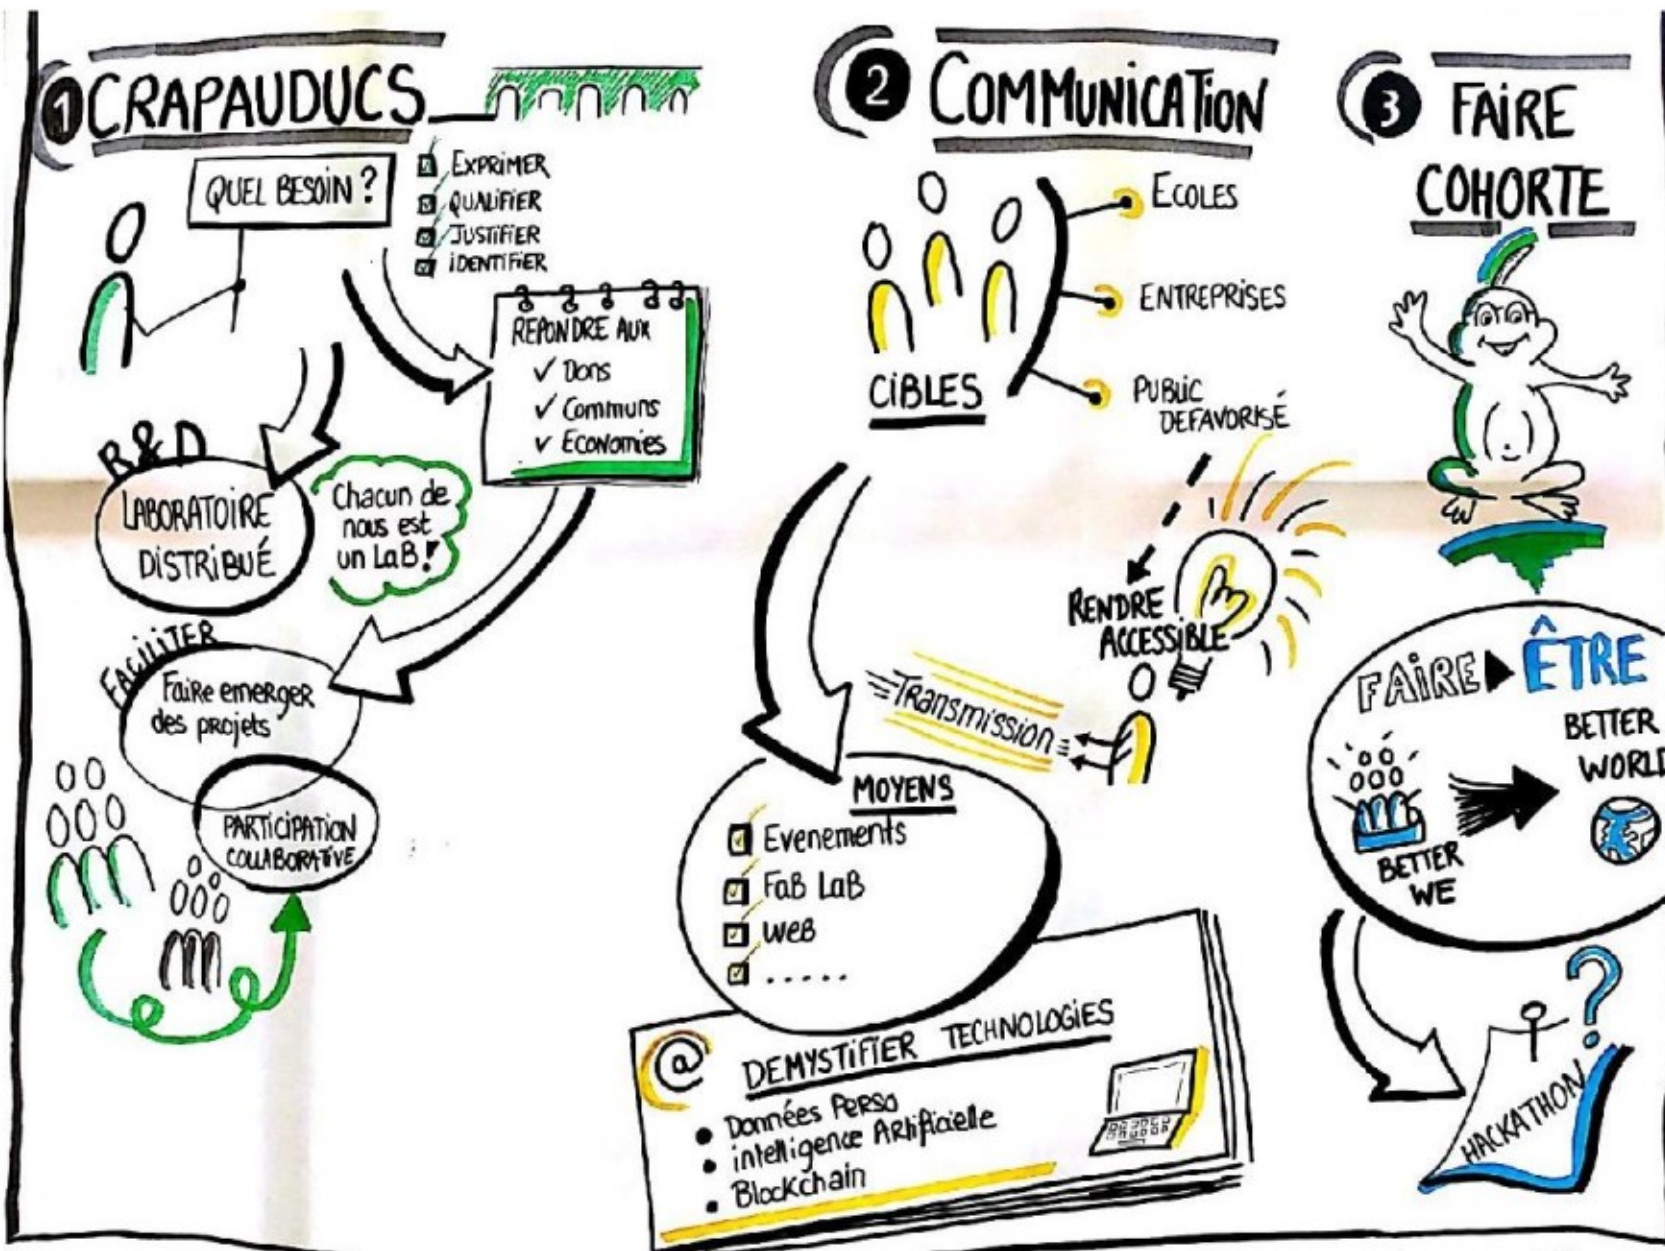 1 CRAPAUDUCS
QUEL BESOIN ?
EXPRIMER
QUALIFIER
JUSTIFIER
IDENTIFIER
REPONDRE AUX
✓ Dons
✓ Communs
✓ Economies
R&D
LABORATOIRE
DISTRIBUÉ
Chacun de
nous est
un LaB !
FACILITER
Faire emerger
des projets
PARTICIPATION
COLLABORATIVE
2 COMMUNICATION
CIBLES
ECOLES
ENTREPRISES
PUBLIC
DEFAVORISÉ
RENDRE
ACCESSIBLE
Transmission
MOYENS
Evenements
FaB LaB
WeB
.....
@ DEMYSTIFIER TECHNOLOGIES
• Données Perso
• intelligence Artificielle
• Blockchain
3 FAIRE
COHORTE
FAIRE ▶ ÊTRE
BETTER
WORLD
BETTER
WE
HACKATHON
?